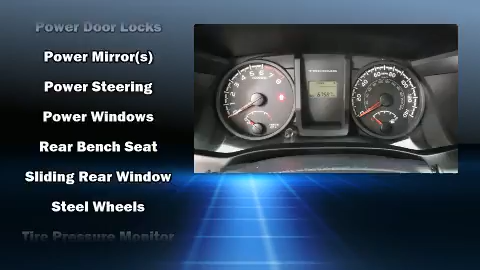 Power Door Locks
Power Mirror(s)
Power Steering
Power Windows
Rear Bench Seat
Sliding Rear Window
Steel Wheels
Tire Pressure Monitor